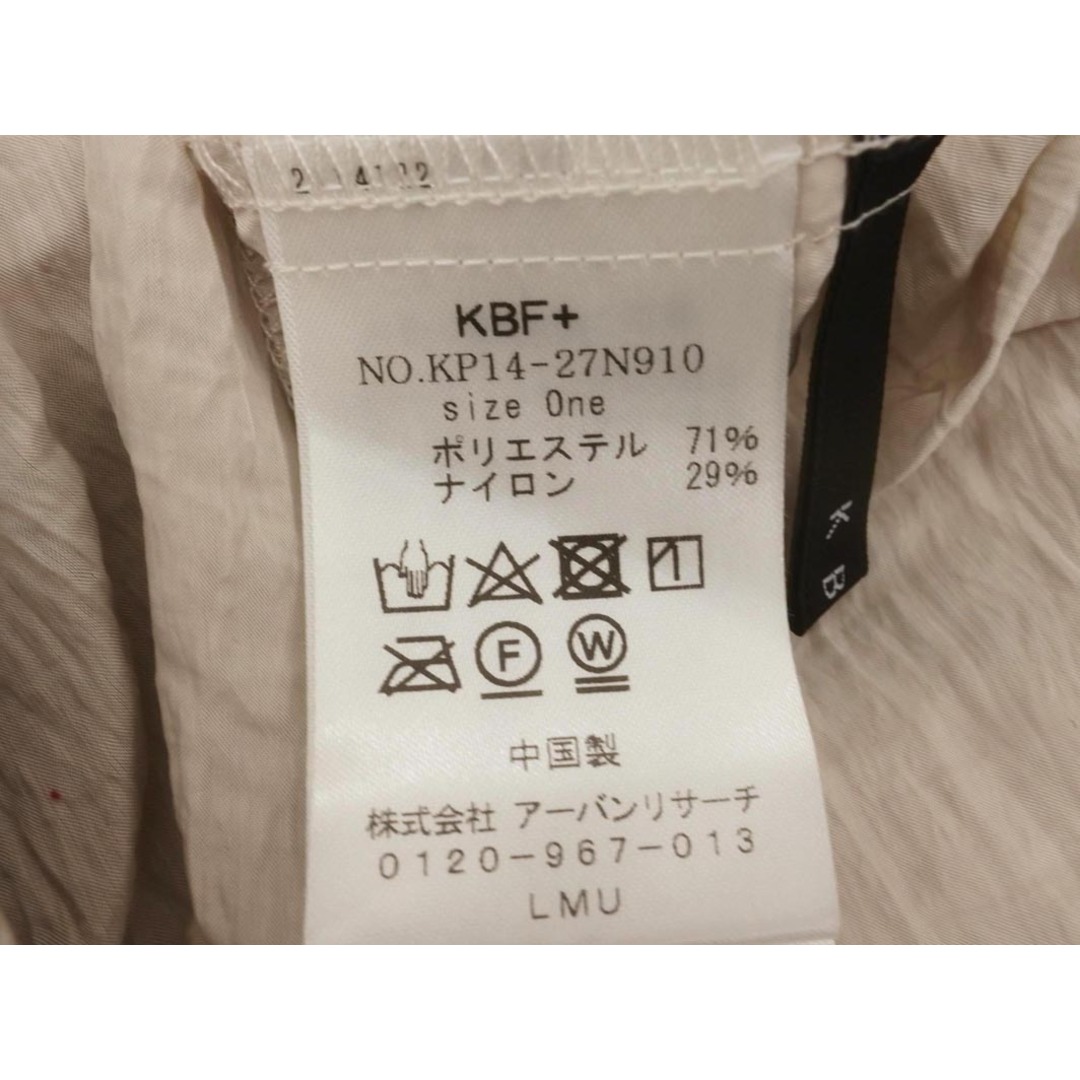 KBF+
NO.KP14-27N910
size One
ポリエステル 71%
ナイロン 29%
F W
中国製
株式会社 アーバンリサーチ
0120-967-013
LMU
K B